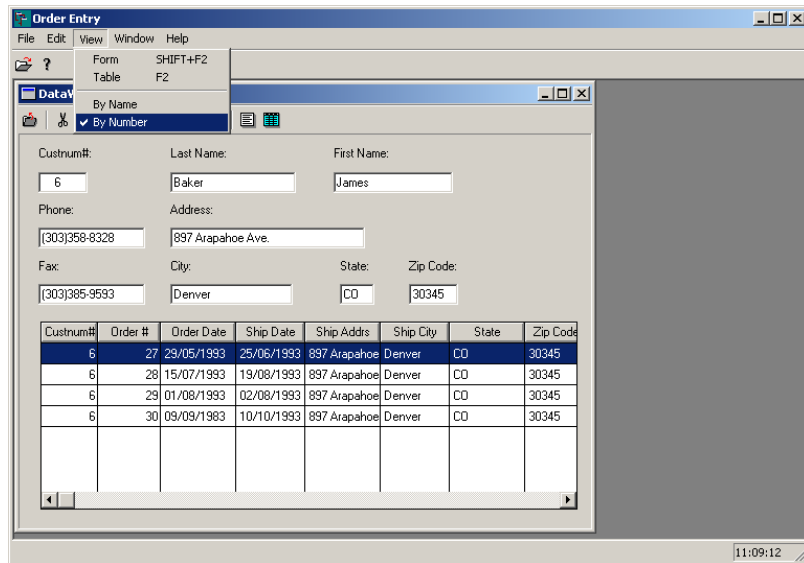 Order Entry
File Edit View Window Help
Form SHIFT+F2
Table F2
By Name
By Number
?
DataW
Custnum#: Last Name: First Name:
6 Baker James
Phone: Address:
(303)358-8328 897 Arapahoe Ave.
Fax: City: State: Zip Code:
(303)385-9593 Denver CO 30345
Custnum# Order # Order Date Ship Date Ship Addrs Ship City State Zip Code
6 27 29/05/1993 25/06/1993 897 Arapahoe Denver CO 30345
6 28 15/07/1993 19/08/1993 897 Arapahoe Denver CO 30345
6 29 01/08/1993 02/08/1993 897 Arapahoe Denver CO 30345
6 30 09/09/1983 10/10/1993 897 Arapahoe Denver CO 30345
11:09:12